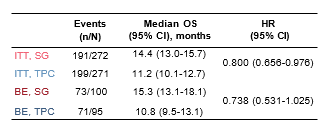 Events (n/N) Median OS (95% CI), months HR (95% CI)
ITT, SG 191/272 14.4 (13.0-15.7) 0.800 (0.656-0.976)
ITT, TPC 199/271 11.2 (10.1-12.7)
BE, SG 73/100 15.3 (13.1-18.1) 0.738 (0.531-1.025)
BE, TPC 71/95 10.8 (9.5-13.1)